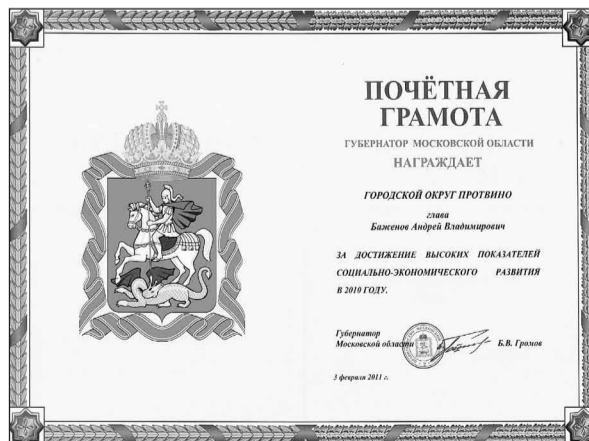 ПОЧЁТНАЯ
ГРАМОТА
ГУБЕРНАТОР МОСКОВСКОЙ ОБЛАСТИ
НАГРАЖДАЕТ
ГОРОДСКОЙ ОКРУГ ПРОТВИНО
глава
Баженов Андрей Владимирович
ЗА ДОСТИЖЕНИЕ ВЫСОКИХ ПОКАЗАТЕЛЕЙ
СОЦИАЛЬНО-ЭКОНОМИЧЕСКОГО РАЗВИТИЯ
В 2010 ГОДУ.
Губернатор
Московской области Б.В. Громов
3 февраля 2011 г.